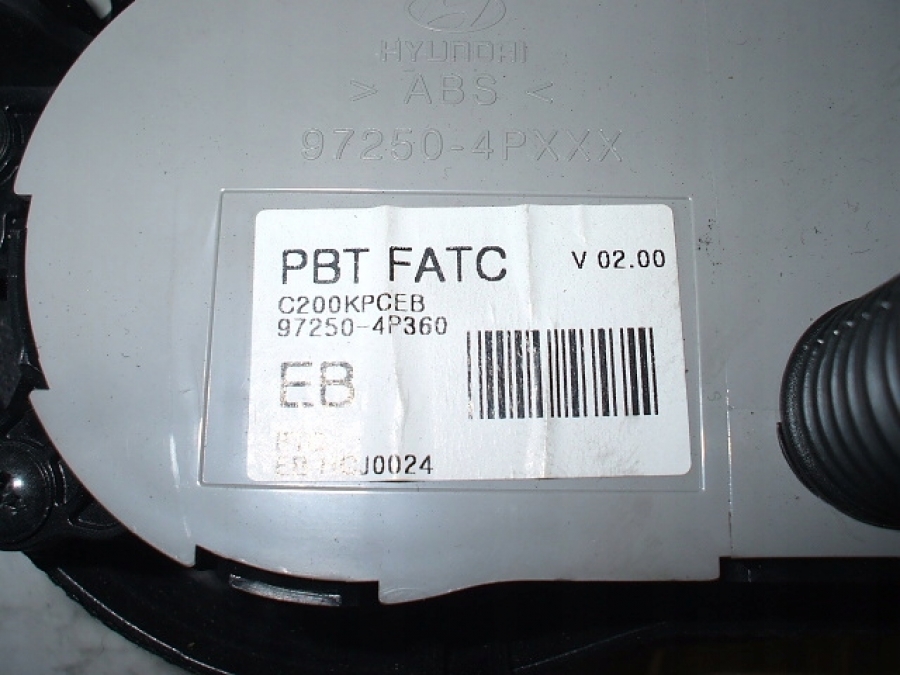 HYUNDAI
> ABS <
97250-4PXXX
PBT FATC V 02.00
C200KPCEB
97250-4P360
EB